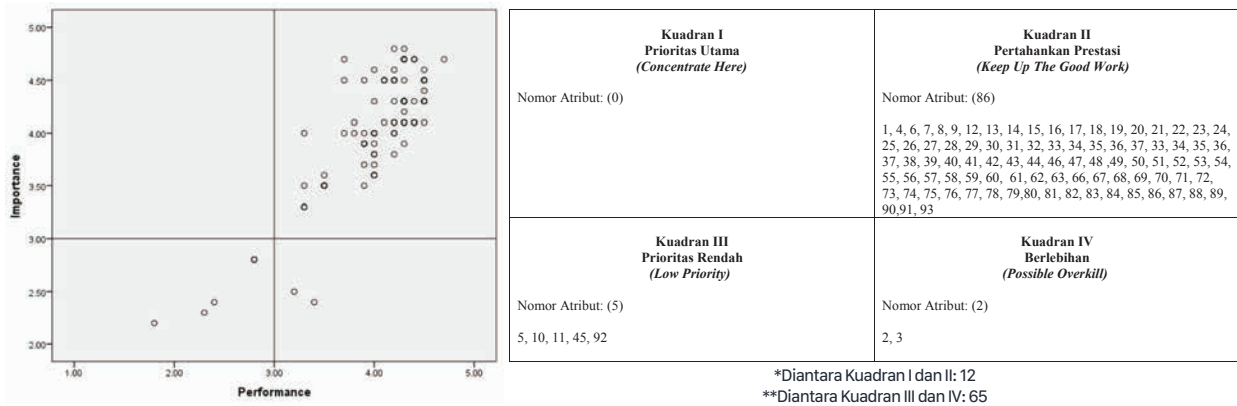 5.00
4.50
4.00
3.50
3.00
2.50
2.00
Importance
1.00
2.00
3.00
4.00
5.00
Performance
Kuadran I
Prioritas Utama
(Concentrate Here)
Nomor Atribut: (0)
Kuadran II
Pertahankan Prestasi
(Keep Up The Good Work)
Nomor Atribut: (86)
1, 4, 6, 7, 8, 9, 12, 13, 14, 15, 16, 17, 18, 19, 20, 21, 22, 23, 24,
25, 26, 27, 28, 29, 30, 31, 32, 33, 34, 35, 36, 37, 33, 34, 35, 36,
37, 38, 39, 40, 41, 42, 43, 44, 46, 47, 48 ,49, 50, 51, 52, 53, 54,
55, 56, 57, 58, 59, 60, 61, 62, 63, 66, 67, 68, 69, 70, 71, 72,
73, 74, 75, 76, 77, 78, 79,80, 81, 82, 83, 84, 85, 86, 87, 88, 89,
90,91, 93
Kuadran III
Prioritas Rendah
(Low Priority)
Nomor Atribut: (5)
5, 10, 11, 45, 92
Kuadran IV
Berlebihan
(Possible Overkill)
Nomor Atribut: (2)
2, 3
*Diantara Kuadran I dan II: 12
**Diantara Kuadran III dan IV: 65